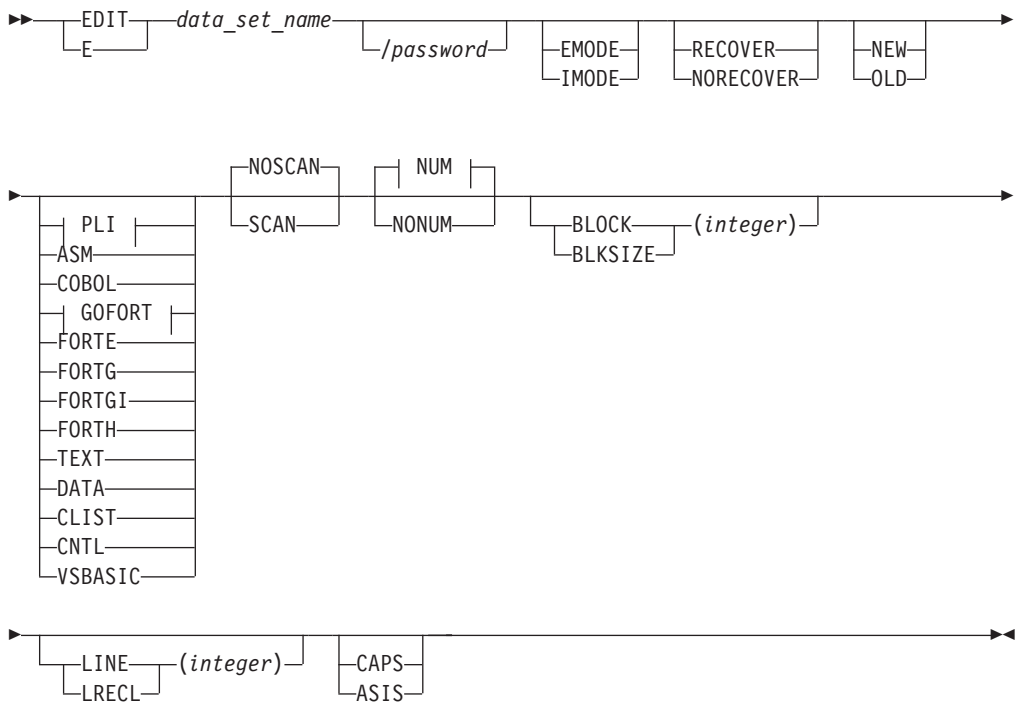 EDIT data_set_name
E /password EMODE RECOVER NEW
IMODE NORECOVER OLD
NOSCAN NUM
PLI SCAN NONUM BLOCK (integer)
ASM BLKSIZE
COBOL
GOFORT
FORTE
FORTG
FORTGI
FORTH
TEXT
DATA
CLIST
CNTL
VSBASIC
LINE (integer) CAPS
LRECL ASIS